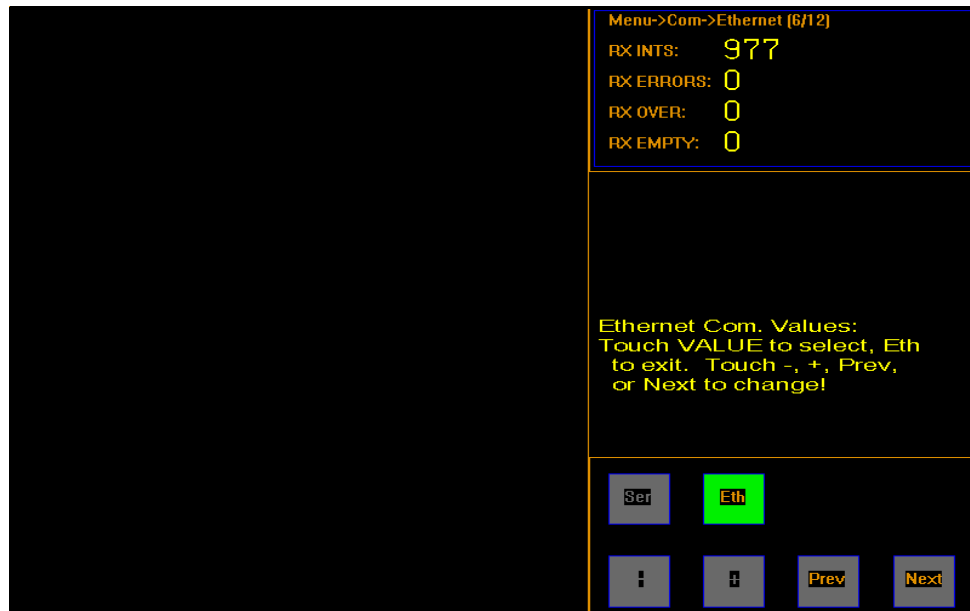 Menu->Com->Ethernet (6/12)
RX INTS: 977
RX ERRORS: 0
RX OVER: 0
RX EMPTY: 0
Ethernet Com. Values:
Touch VALUE to select, Eth
to exit. Touch -, +, Prev,
or Next to change!
Ser Eth
- + Prev Next